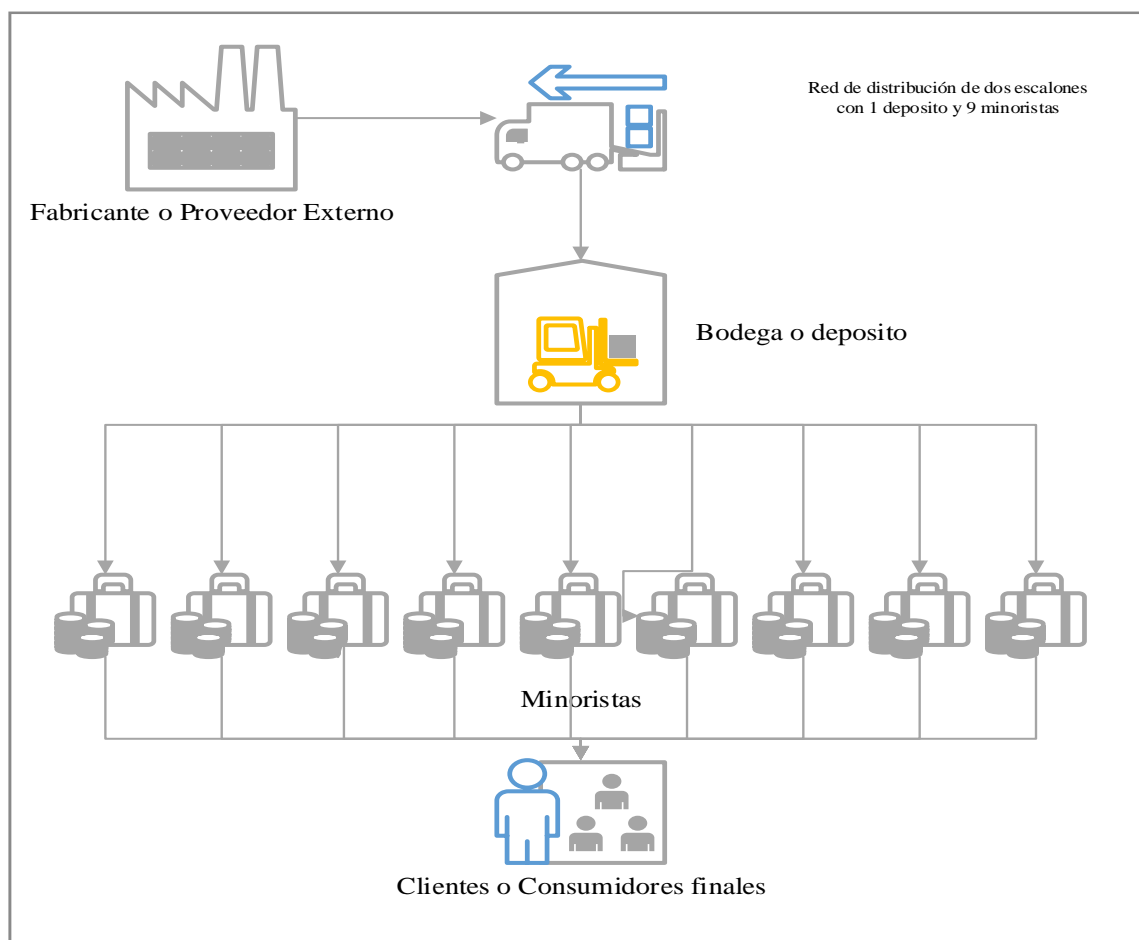 Red de distribución de dos escalones
con 1 deposito y 9 minoristas
Fabricante o Proveedor Externo
Bodega o deposito
Minoristas
Clientes o Consumidores finales